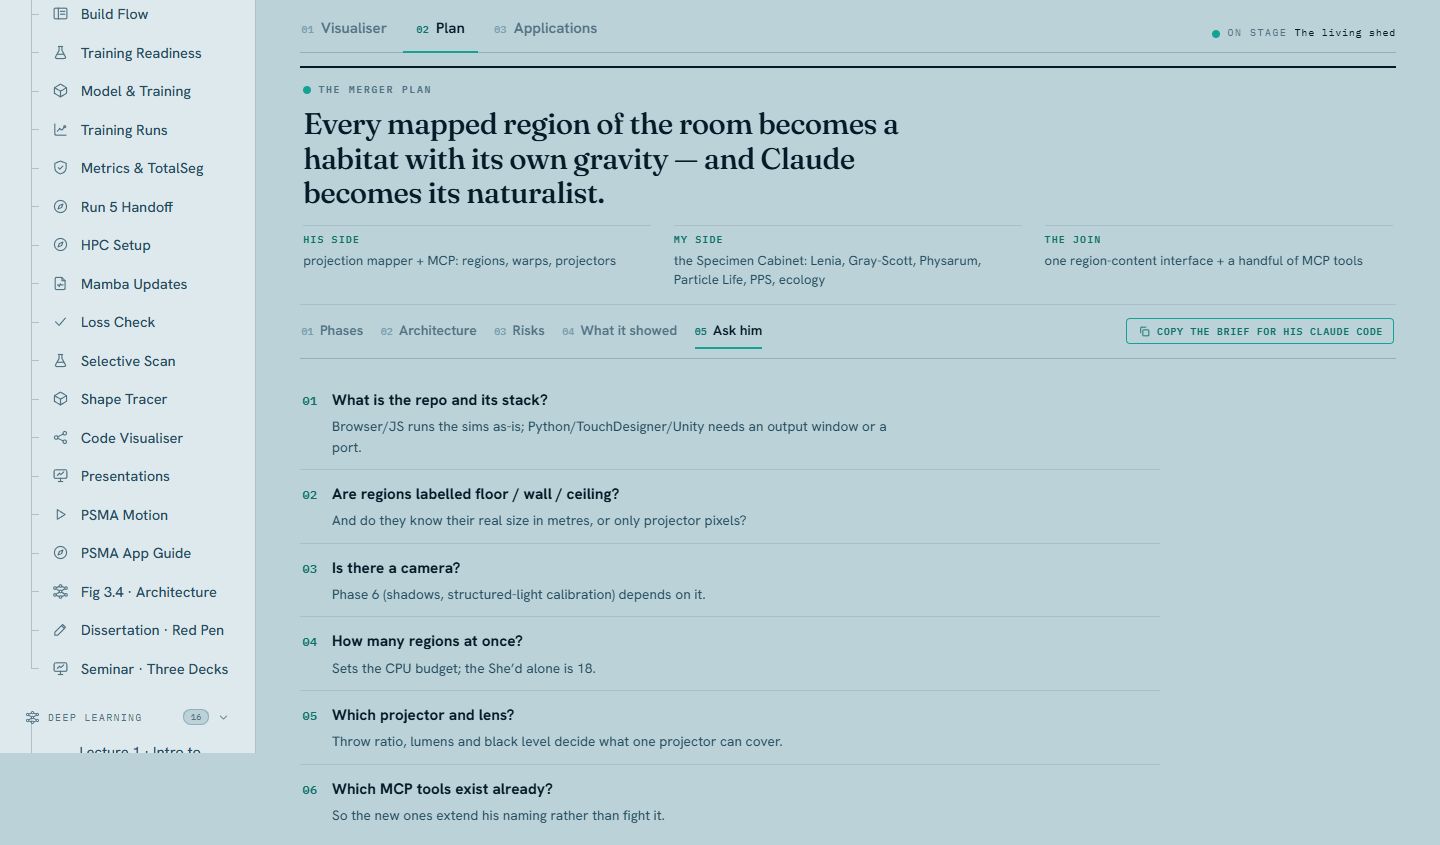 Build Flow
Training Readiness
Model & Training
Training Runs
Metrics & TotalSeg
Run 5 Handoff
HPC Setup
Mamba Updates
Loss Check
Selective Scan
Shape Tracer
Code Visualiser
Presentations
PSMA Motion
PSMA App Guide
Fig 3.4 · Architecture
Dissertation · Red Pen
Seminar · Three Decks
DEEP LEARNING 16
Lecture 1 · Intro to
01 Visualiser 02 Plan 03 Applications
ON STAGE The living shed
THE MERGER PLAN
Every mapped region of the room becomes a
habitat with its own gravity — and Claude
becomes its naturalist.
HIS SIDE
projection mapper + MCP: regions, warps, projectors
MY SIDE
the Specimen Cabinet: Lenia, Gray-Scott, Physarum,
Particle Life, PPS, ecology
THE JOIN
one region-content interface + a handful of MCP tools
01 Phases 02 Architecture 03 Risks 04 What it showed 05 Ask him
COPY THE BRIEF FOR HIS CLAUDE CODE
01 What is the repo and its stack?
Browser/JS runs the sims as-is; Python/TouchDesigner/Unity needs an output window or a
port.
02 Are regions labelled floor / wall / ceiling?
And do they know their real size in metres, or only projector pixels?
03 Is there a camera?
Phase 6 (shadows, structured-light calibration) depends on it.
04 How many regions at once?
Sets the CPU budget; the She’d alone is 18.
05 Which projector and lens?
Throw ratio, lumens and black level decide what one projector can cover.
06 Which MCP tools exist already?
So the new ones extend his naming rather than fight it.